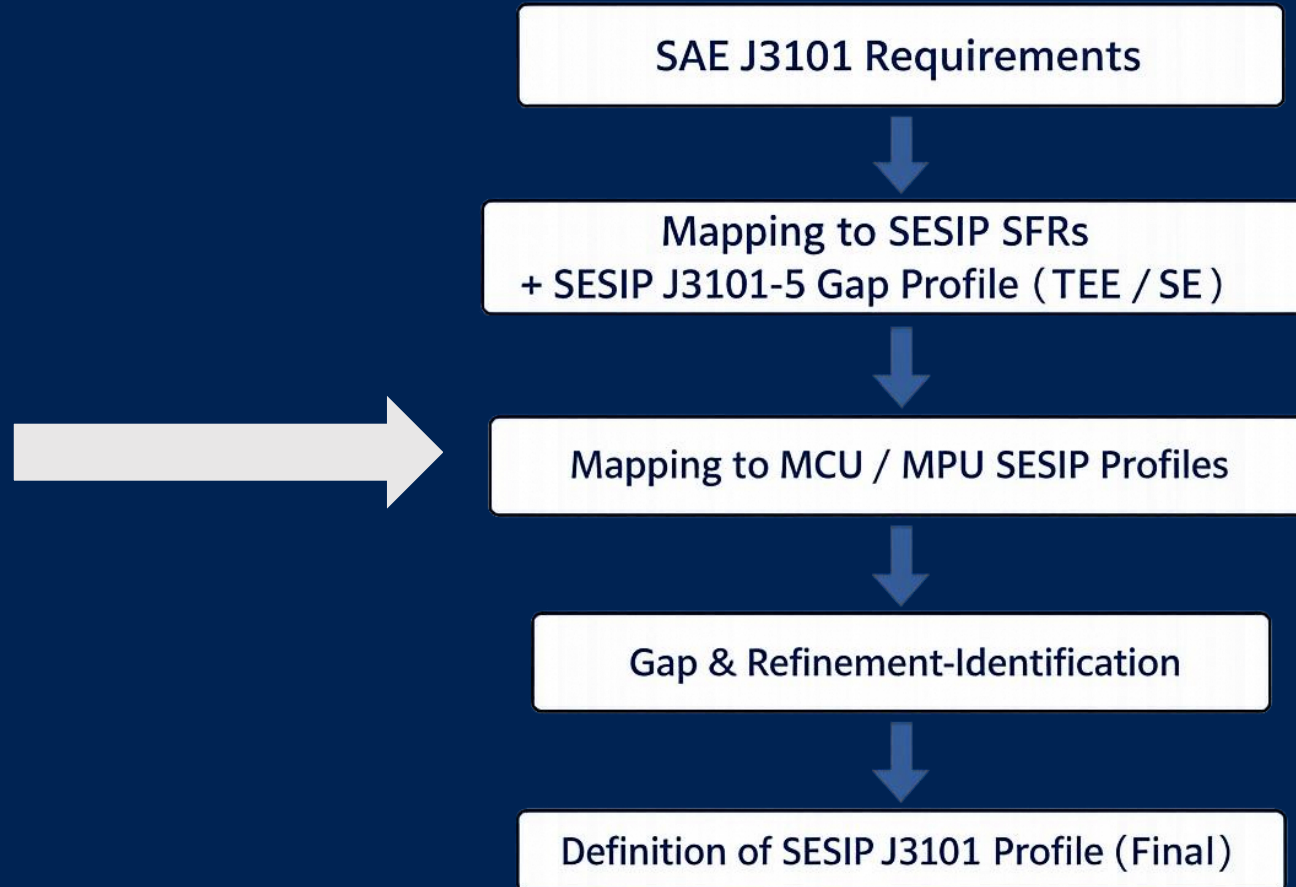 SAE J3101 Requirements
Mapping to SESIP SFRs
+ SESIP J3101-5 Gap Profile (TEE / SE)
Mapping to MCU / MPU SESIP Profiles
Gap & Refinement-Identification
Definition of SESIP J3101 Profile (Final)